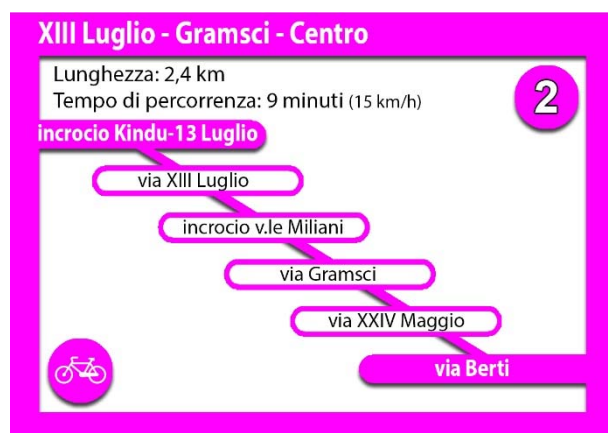 XIII Luglio - Gramsci - Centro
Lunghezza: 2,4 km
Tempo di percorrenza: 9 minuti (15 km/h)
2
incrocio Kindu-13 Luglio
via XIII Luglio
incrocio v.le Miliani
via Gramsci
via XXIV Maggio
via Berti